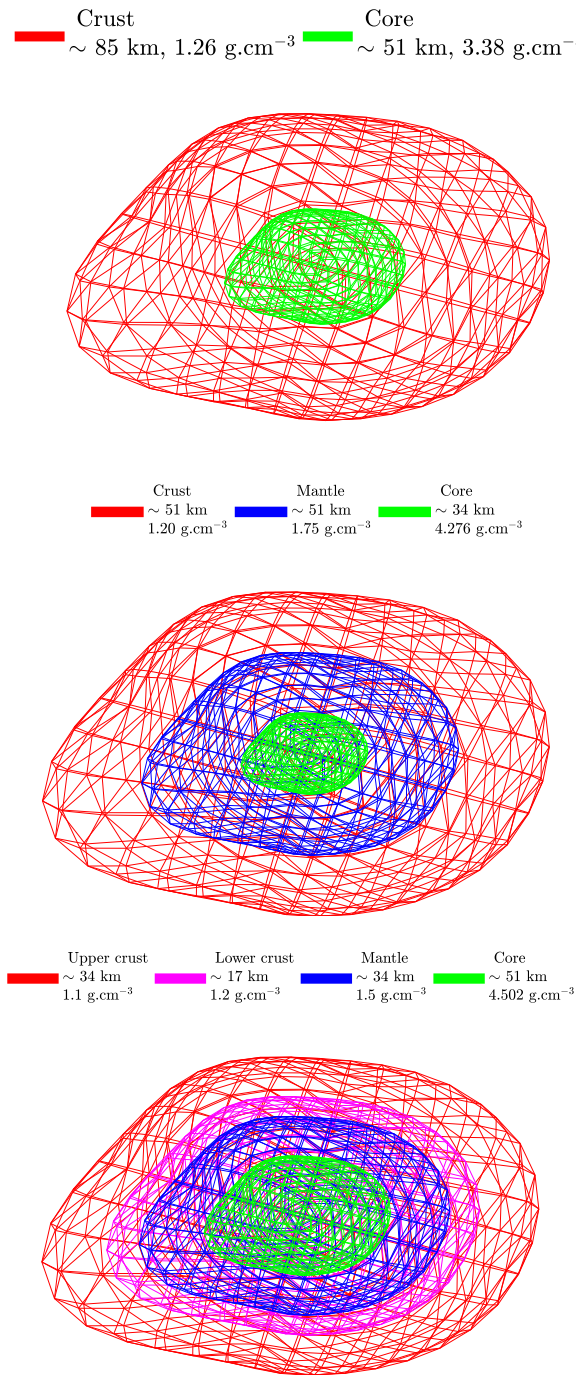 Crust Core
~ 85 km, 1.26 g.cm⁻³ ~ 51 km, 3.38 g.cm⁻
Crust Mantle Core
~ 51 km ~ 51 km ~ 34 km
1.20 g.cm⁻³ 1.75 g.cm⁻³ 4.276 g.cm⁻³
Upper crust Lower crust Mantle Core
~ 34 km ~ 17 km ~ 34 km ~ 51 km
1.1 g.cm⁻³ 1.2 g.cm⁻³ 1.5 g.cm⁻³ 4.502 g.cm⁻³